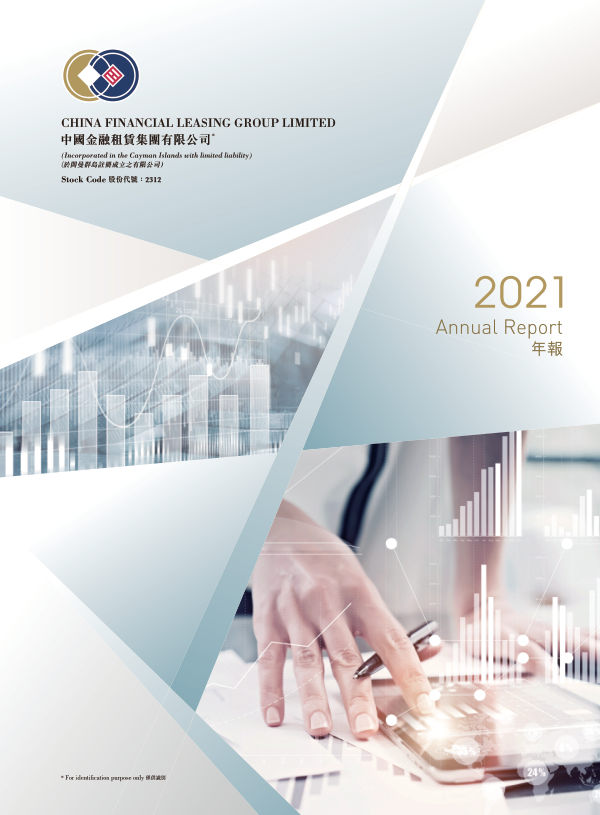 CHINA FINANCIAL LEASING GROUP LIMITED
中國金融租賃集團有限公司*
(Incorporated in the Cayman Islands with limited liability)
(於開曼群島註冊成立之有限公司)
Stock Code 股份代號：2312
2021
Annual Report
年報
24%
* For identification purpose only 僅供識別